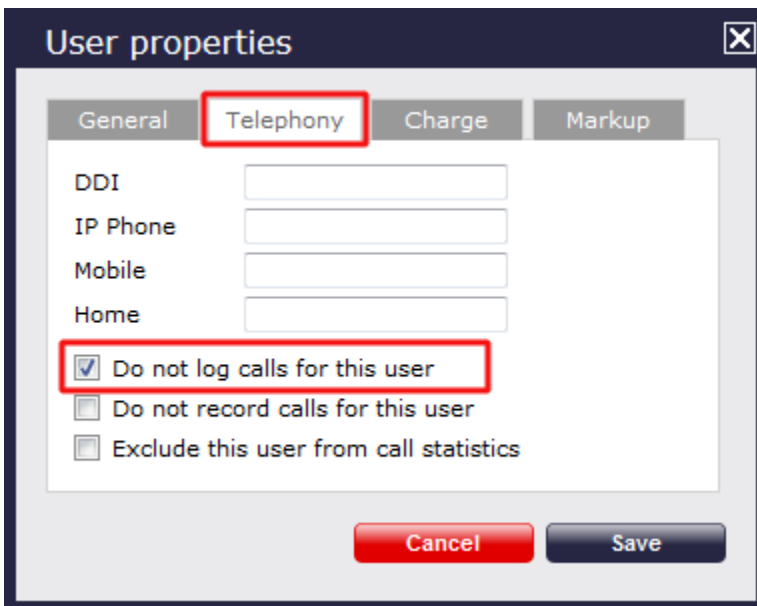 User properties
General Telephony Charge Markup
DDI
IP Phone
Mobile
Home
Do not log calls for this user
Do not record calls for this user
Exclude this user from call statistics
Cancel Save